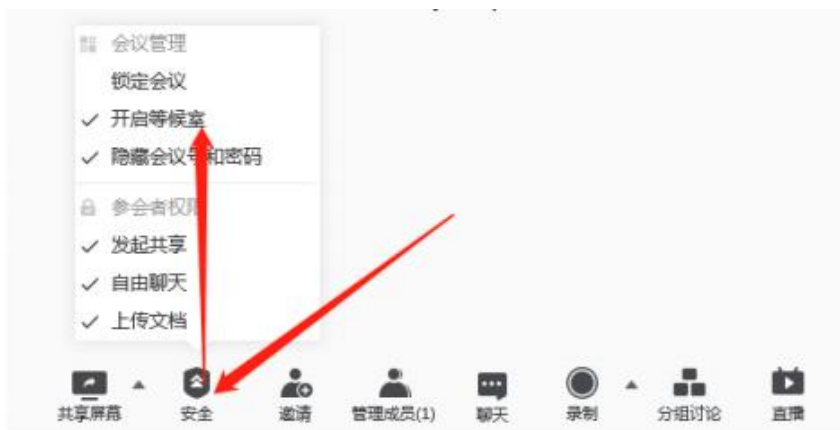 会议管理
锁定会议
开启等候室
隐藏会议号和密码
参会者权限
发起共享
自由聊天
上传文档
共享屏幕
安全
邀请
管理成员(1)
聊天
录制
分组讨论
直播